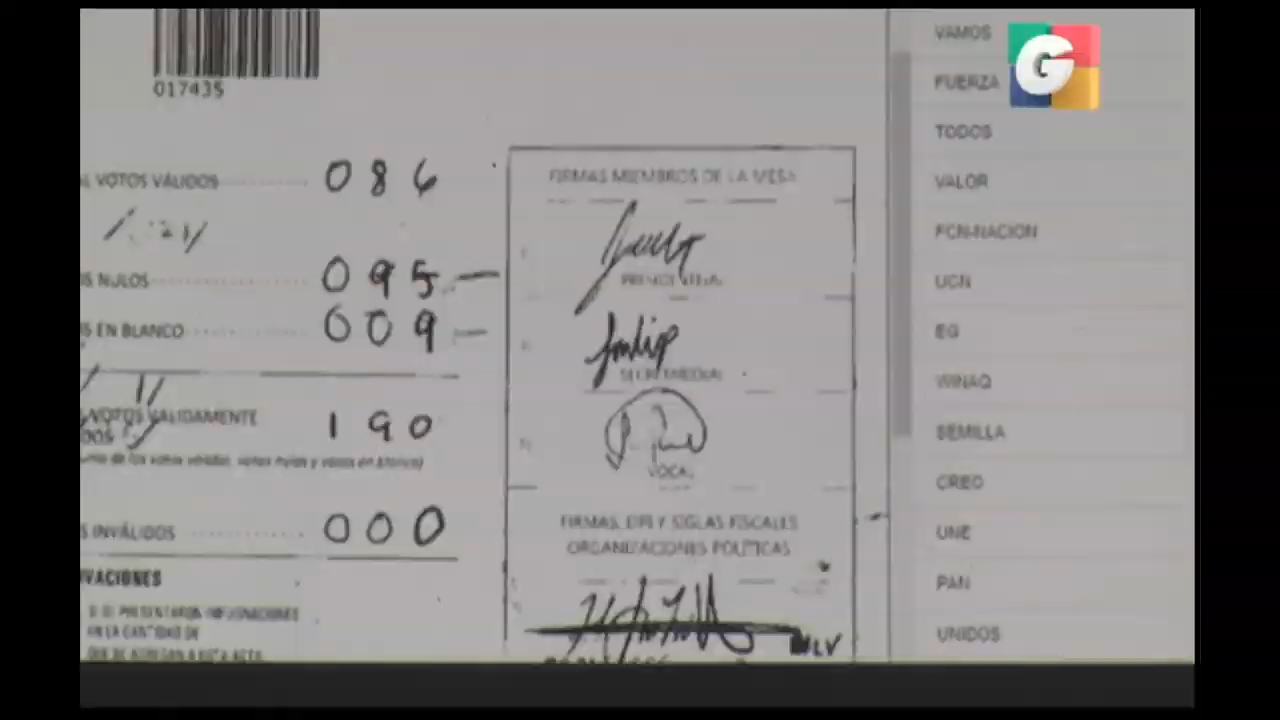 017435
VOTOS VÁLIDOS 086
NULOS 095
EN BLANCO 009
VOTOS VALIDAMENTE
190
INVÁLIDOS 000
VACIONES
FIRMAS MIEMBROS DE LA MESA
PRESIDENTE/A
SECRETARIO/A
VOCAL
FIRMAS, DPI Y SIGLAS FISCALES
ORGANIZACIONES POLÍTICAS
VAMOS
FUERZA
TODOS
VALOR
FCN-NACION
UCN
EG
WINAQ
SEMILLA
CREO
UNE
PAN
UNIDOS
G